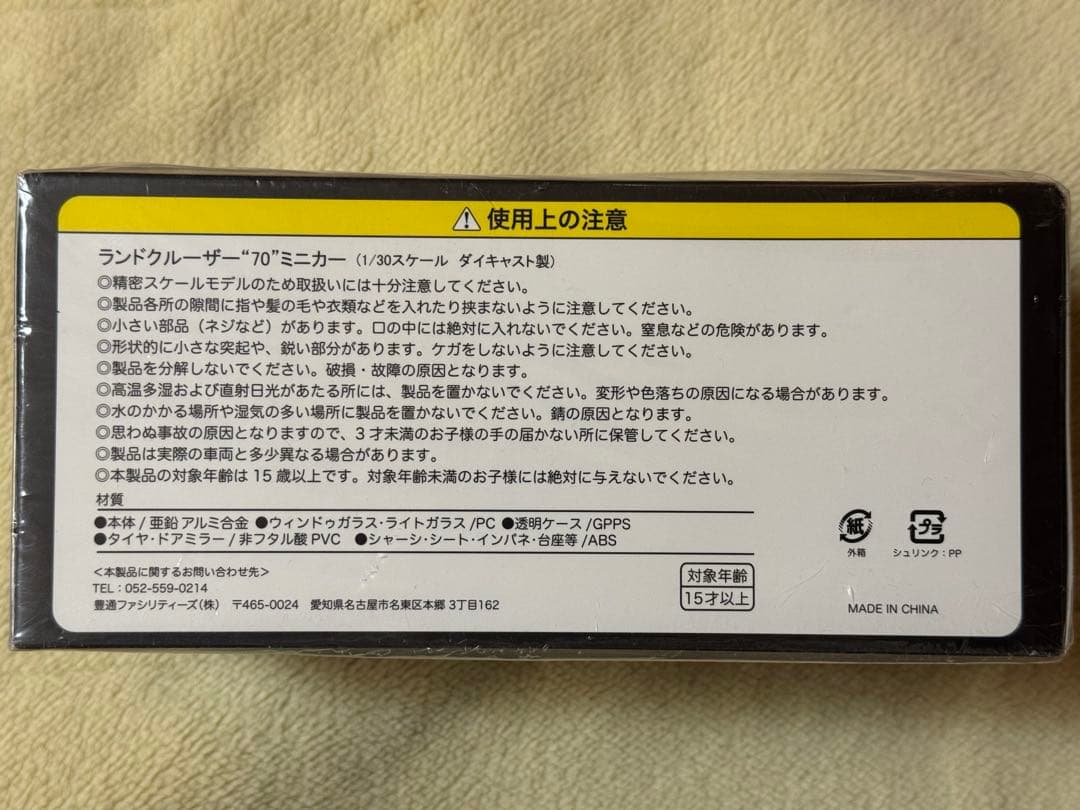 ⚠ 使用上の注意
ランドクルーザー“70”ミニカー（1/30スケール ダイキャスト製）
◎精密スケールモデルのため取扱いには十分注意してください。
◎製品各所の隙間に指や髪の毛や衣類などを入れたり挟まないように注意してください。
◎小さい部品（ネジなど）があります。口の中には絶対に入れないでください。窒息などの危険があります。
◎形状的に小さな突起や、鋭い部分があります。ケガをしないように注意してください。
◎製品を分解しないでください。破損・故障の原因となります。
◎高温多湿および直射日光があたる所には、製品を置かないでください。変形や色落ちの原因になる場合があります。
◎水のかかる場所や湿気の多い場所に製品を置かないでください。錆の原因となります。
◎思わぬ事故の原因となりますので、3才未満のお子様の手の届かない所に保管してください。
◎製品は実際の車両と多少異なる場合があります。
◎本製品の対象年齢は15歳以上です。対象年齢未満のお子様には絶対に与えないでください。
材質
●本体/亜鉛 アルミ合金 ●ウィンドゥガラス・ライトガラス/PC ●透明ケース/GPPS
●タイヤ・ドアミラー/非フタル酸PVC ●シャーシ・シート・インパネ・台座等/ABS
＜本製品に関するお問い合わせ先＞
TEL：052-559-0214
豊通ファシリティーズ（株） 〒465-0024 愛知県名古屋市名東区本郷3丁目162
対象年齢
15才以上
紙
外箱
プラ
シュリンク：PP
MADE IN CHINA